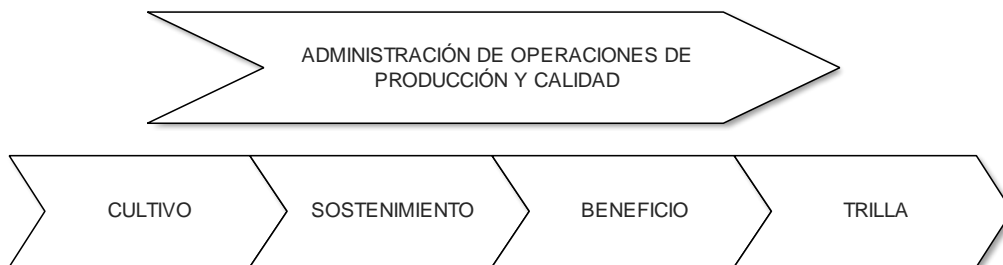 ADMINISTRACIÓN DE OPERACIONES DE
PRODUCCIÓN Y CALIDAD
CULTIVO
SOSTENIMIENTO
BENEFICIO
TRILLA